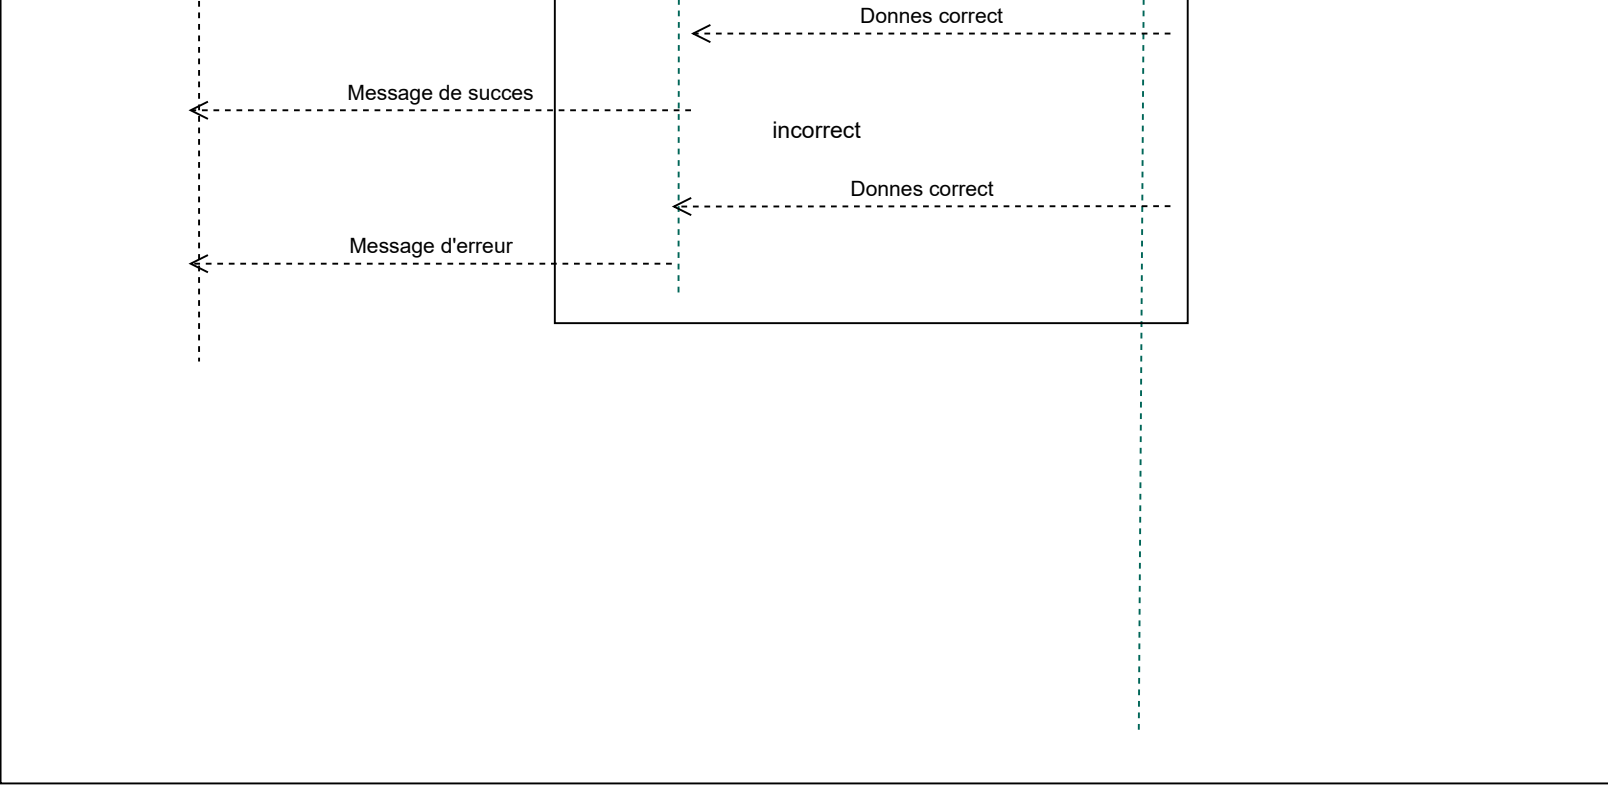 Donnes correct
Message de succes
incorrect
Donnes correct
Message d'erreur